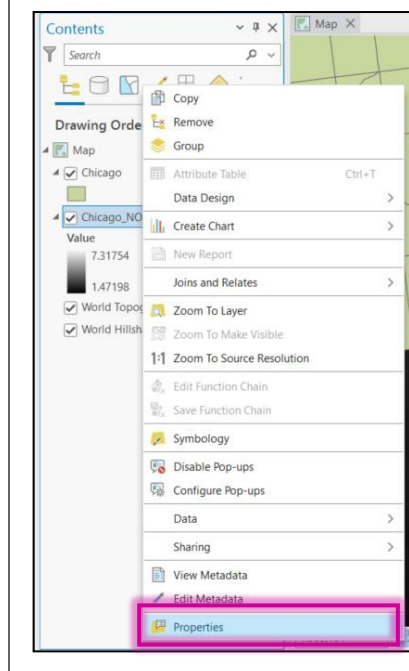 Contents
Map
Search
Drawing Orde
Map
Chicago
Chicago_NO
Value
7.31754
1.47198
World Topog
World Hillsh
Copy
Remove
Group
Attribute Table Ctrl+T
Data Design
Create Chart
New Report
Joins and Relates
Zoom To Layer
Zoom To Make Visible
1:1 Zoom To Source Resolution
Edit Function Chain
Save Function Chain
Symbology
Disable Pop-ups
Configure Pop-ups
Data
Sharing
View Metadata
Edit Metadata
Properties